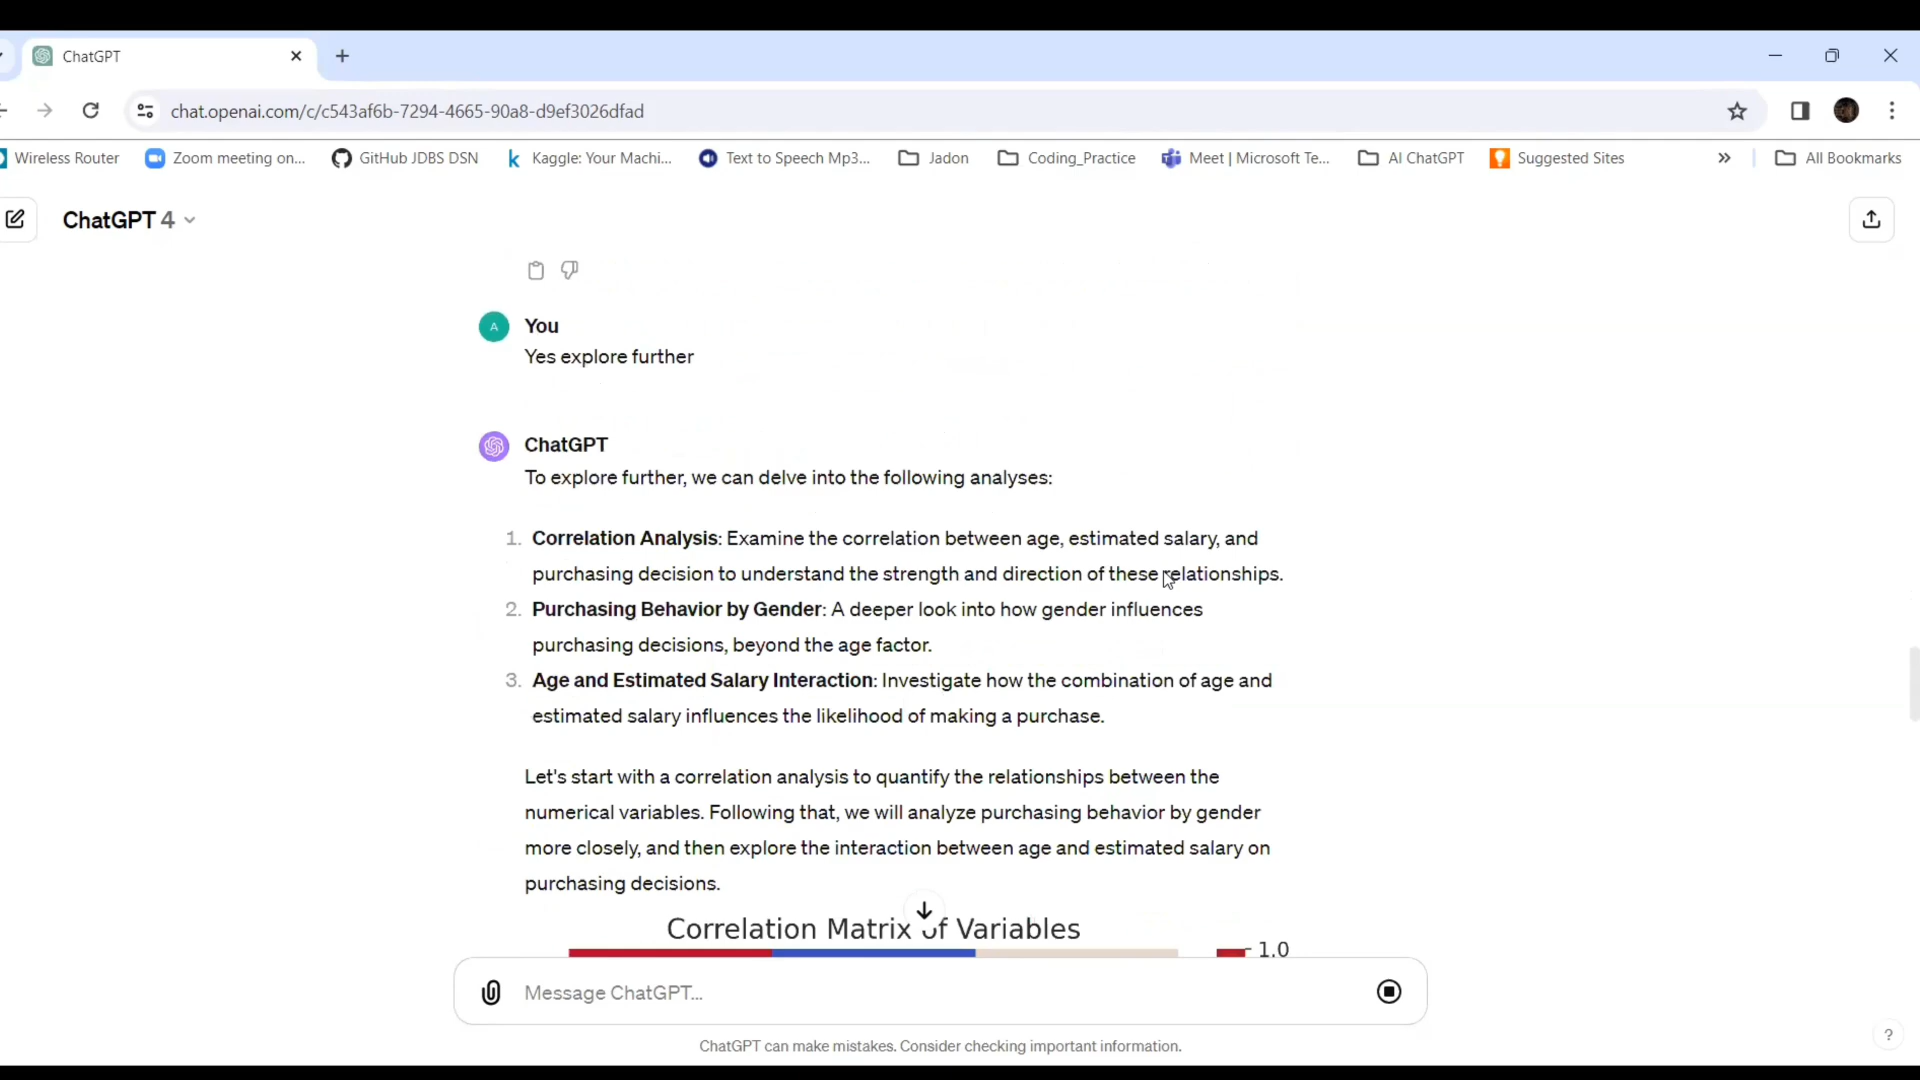 ChatGPT
chat.openai.com/c/c543af6b-7294-4665-90a8-d9ef3026dfad
Wireless Router
Zoom meeting on...
GitHub JDBS DSN
Kaggle: Your Machi...
Text to Speech Mp3...
Jadon
Coding_Practice
Meet | Microsoft Te...
AI ChatGPT
Suggested Sites
All Bookmarks
ChatGPT 4
A
You
Yes explore further
ChatGPT
To explore further, we can delve into the following analyses:
1. Correlation Analysis: Examine the correlation between age, estimated salary, and
purchasing decision to understand the strength and direction of these relationships.
2. Purchasing Behavior by Gender: A deeper look into how gender influences
purchasing decisions, beyond the age factor.
3. Age and Estimated Salary Interaction: Investigate how the combination of age and
estimated salary influences the likelihood of making a purchase.
Let's start with a correlation analysis to quantify the relationships between the
numerical variables. Following that, we will analyze purchasing behavior by gender
more closely, and then explore the interaction between age and estimated salary on
purchasing decisions.
Correlation Matrix of Variables
1.0
Message ChatGPT...
ChatGPT can make mistakes. Consider checking important information.
?